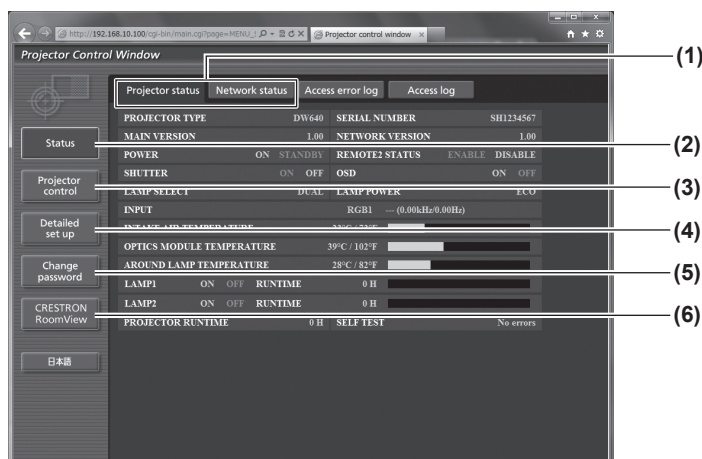 http://192.168.10.100/cgi-bin/main.cgi?page=MENU_
Projector control window
Projector Control Window
(1)
Projector status Network status Access error log Access log
PROJECTOR TYPE DW640 SERIAL NUMBER SH1234567
MAIN VERSION 1.00 NETWORK VERSION 1.00
Status
(2)
POWER ON STANDBY REMOTE2 STATUS ENABLE DISABLE
SHUTTER ON OFF OSD ON OFF
Projector control
(3)
LAMP SELECT DUAL LAMP POWER ECO
INPUT RGB1 --- (0.00kHz/0.00Hz)
Detailed set up
(4)
INTAKE AIR TEMPERATURE
OPTICS MODULE TEMPERATURE 39°C / 102°F
AROUND LAMP TEMPERATURE 28°C / 82°F
Change password
(5)
LAMP1 ON OFF RUNTIME 0 H
LAMP2 ON OFF RUNTIME 0 H
CRESTRON RoomView
(6)
PROJECTOR RUNTIME 0 H SELF TEST No errors
日本語